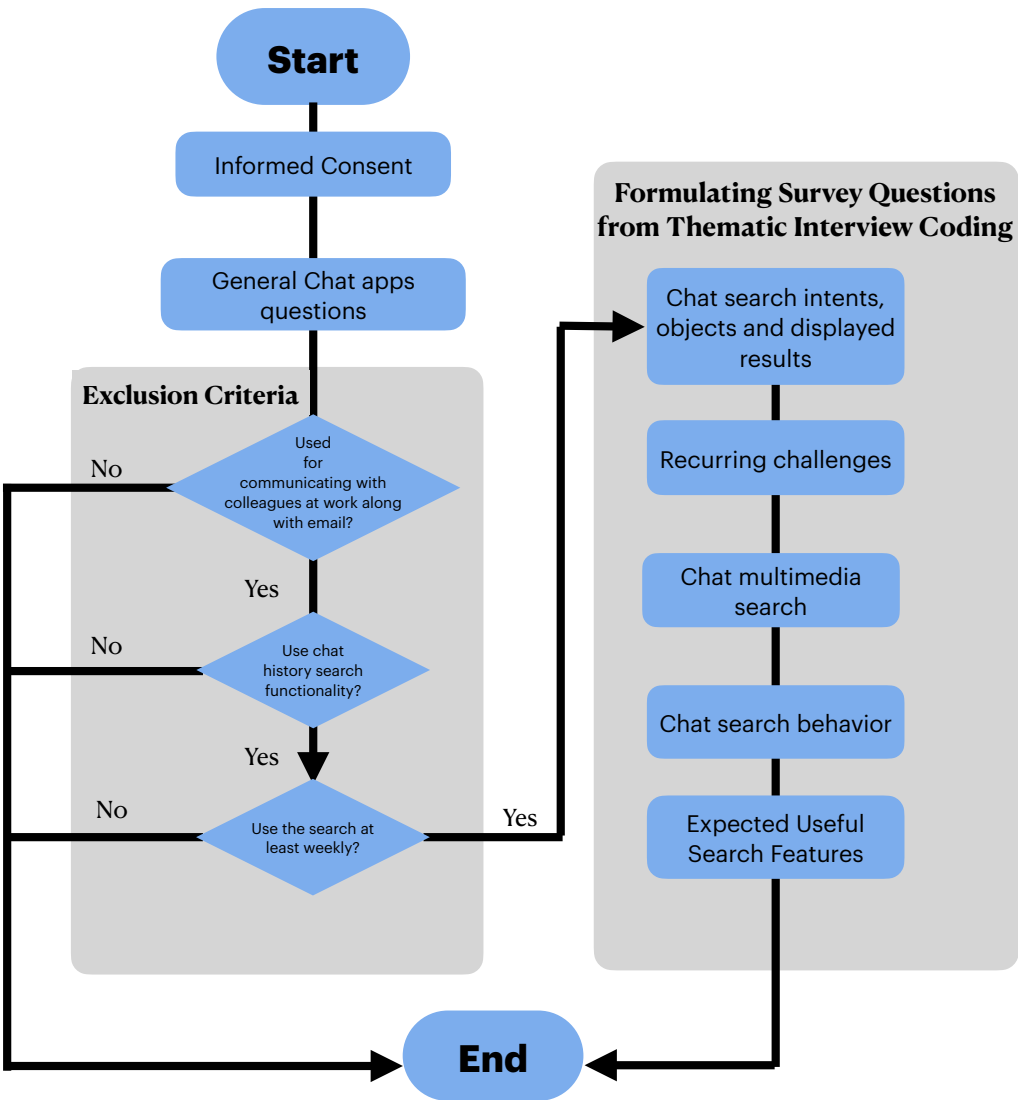 Start
Informed Consent
General Chat apps
questions
Exclusion Criteria
Used
for
communicating with
colleagues at work along
with email?
No
Yes
Use chat
history search
functionality?
No
Yes
Use the search at
least weekly?
No
Yes
Formulating Survey Questions
from Thematic Interview Coding
Chat search intents,
objects and displayed
results
Recurring challenges
Chat multimedia
search
Chat search behavior
Expected Useful
Search Features
End